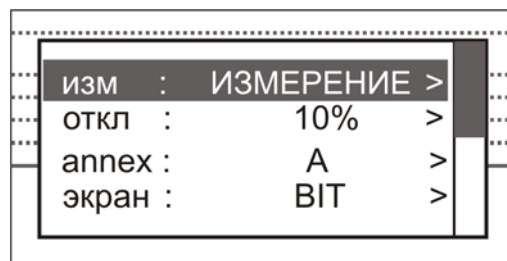 изм : ИЗМЕРЕНИЕ >
откл : 10% >
annex : A >
экран : BIT >